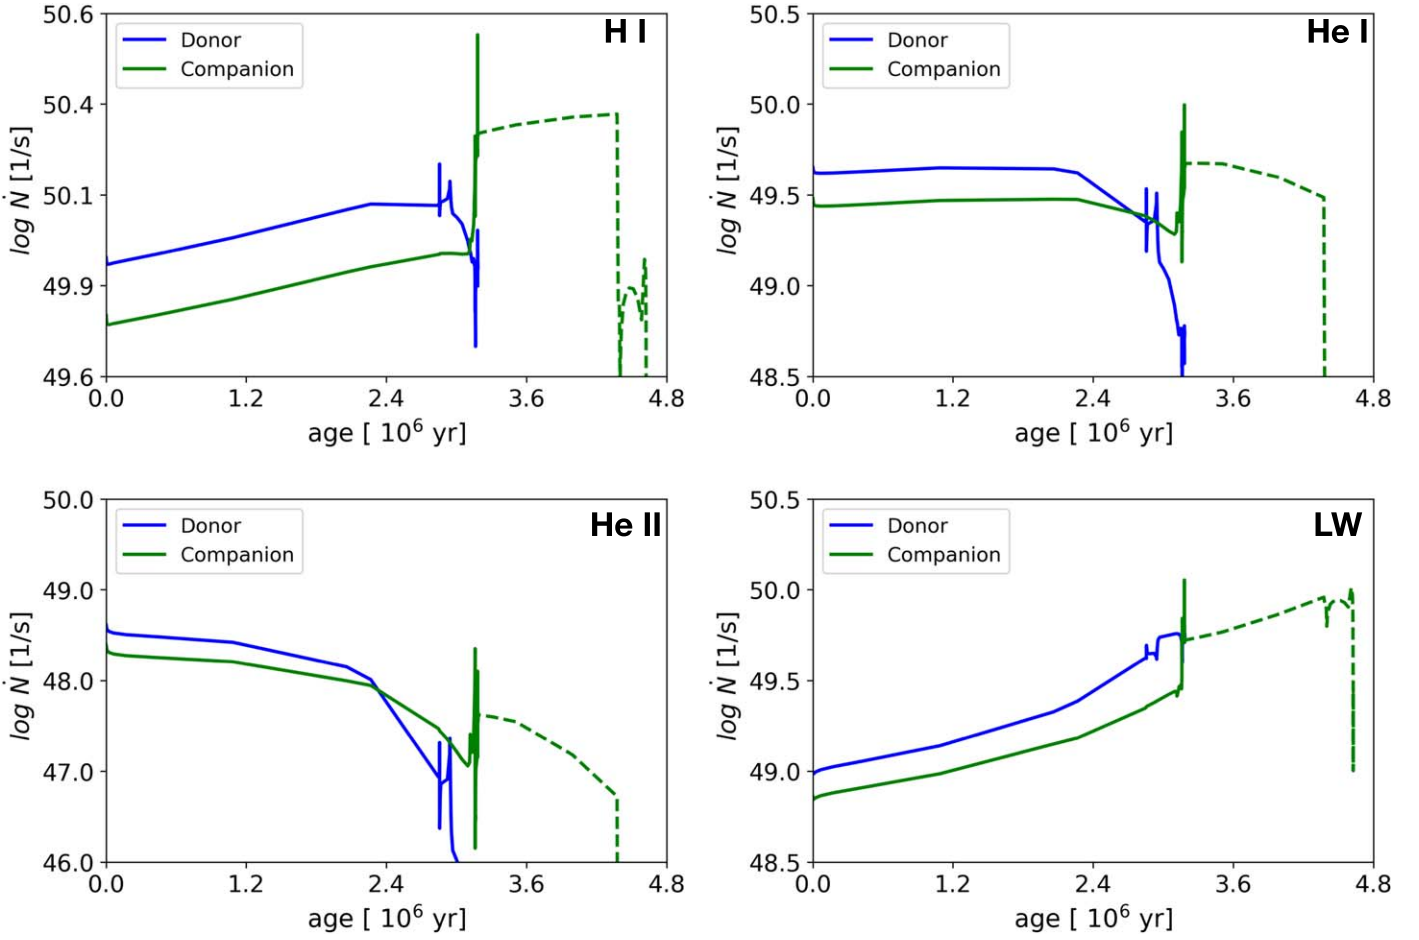 H I
Donor
Companion
50.6
50.4
50.1
49.9
49.6
log Ṅ [1/s]
0.0 1.2 2.4 3.6 4.8
age [ 10⁶ yr]
He I
Donor
Companion
50.5
50.0
49.5
49.0
48.5
log Ṅ [1/s]
0.0 1.2 2.4 3.6 4.8
age [ 10⁶ yr]
He II
Donor
Companion
50.0
49.0
48.0
47.0
46.0
log Ṅ [1/s]
0.0 1.2 2.4 3.6 4.8
age [ 10⁶ yr]
LW
Donor
Companion
50.5
50.0
49.5
49.0
48.5
log Ṅ [1/s]
0.0 1.2 2.4 3.6 4.8
age [ 10⁶ yr]